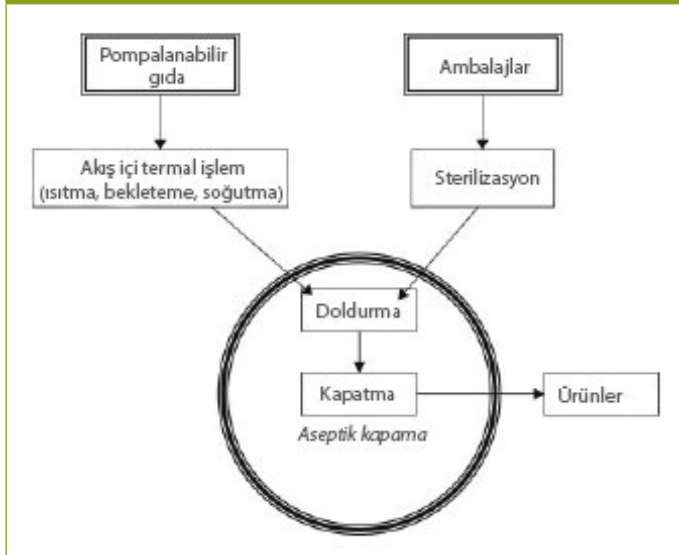 Pompalanabilir
gıda
Ambalajlar
Akış içi termal işlem
(ısıtma, bekleteme, soğutma)
Sterilizasyon
Doldurma
Kapatma
Ürünler
Aseptik kapama